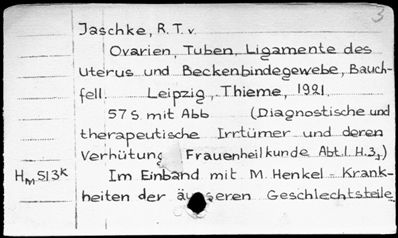 3
Jaschke, R. T. v.
Ovarien, Tuben, Ligamente des
Uterus und Beckenbindegewebe, Bauch-
fell. Leipzig, Thieme, 1921.
57 S mit Abb (Diagnostische und
therapeutische Irrtümer und deren
Verhütung Frauenheilkunde Abt. I. H. 3,)
HM 513K Im Einband mit M. Henkel = Krank-
heiten der äusseren Geschlechtsteile